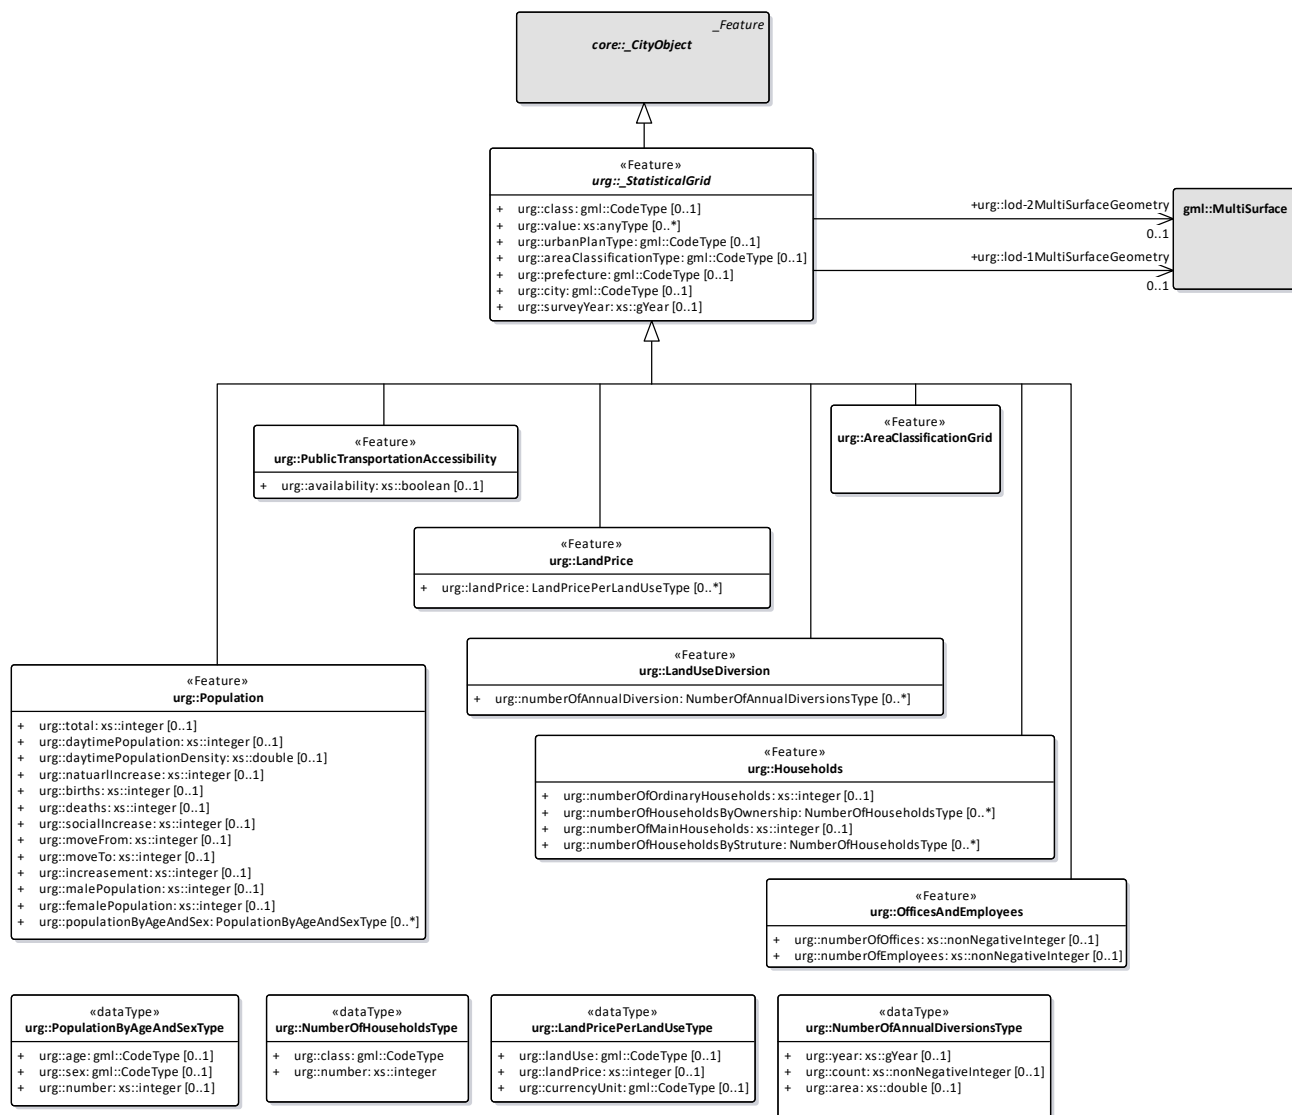 _Feature
core::_CityObject
«Feature»
urg::_StatisticalGrid
+ urg::class: gml::CodeType [0..1]
+ urg::value: xs:anyType [0..*]
+ urg::urbanPlanType: gml::CodeType [0..1]
+ urg::areaClassificationType: gml::CodeType [0..1]
+ urg::prefecture: gml::CodeType [0..1]
+ urg::city: gml::CodeType [0..1]
+ urg::surveyYear: xs::gYear [0..1]
+urg::lod-2MultiSurfaceGeometry
0..1
+urg::lod-1MultiSurfaceGeometry
0..1
gml::MultiSurface
«Feature»
urg::PublicTransportationAccessibility
+ urg::availability: xs::boolean [0..1]
«Feature»
urg::AreaClassificationGrid
«Feature»
urg::LandPrice
+ urg::landPrice: LandPricePerLandUseType [0..*]
«Feature»
urg::LandUseDiversion
+ urg::numberOfAnnualDiversion: NumberOfAnnualDiversionsType [0..*]
«Feature»
urg::Population
+ urg::total: xs::integer [0..1]
+ urg::daytimePopulation: xs::integer [0..1]
+ urg::daytimePopulationDensity: xs::double [0..1]
+ urg::natuarlIncrease: xs::integer [0..1]
+ urg::births: xs::integer [0..1]
+ urg::deaths: xs::integer [0..1]
+ urg::socialIncrease: xs::integer [0..1]
+ urg::moveFrom: xs::integer [0..1]
+ urg::moveTo: xs::integer [0..1]
+ urg::increasement: xs::integer [0..1]
+ urg::malePopulation: xs::integer [0..1]
+ urg::femalePopulation: xs::integer [0..1]
+ urg::populationByAgeAndSex: PopulationByAgeAndSexType [0..*]
«Feature»
urg::Households
+ urg::numberOfOrdinaryHouseholds: xs::integer [0..1]
+ urg::numberOfHouseholdsByOwnership: NumberOfHouseholdsType [0..*]
+ urg::numberOfMainHouseholds: xs::integer [0..1]
+ urg::numberOfHouseholdsByStruture: NumberOfHouseholdsType [0..*]
«Feature»
urg::OfficesAndEmployees
+ urg::numberOfOffices: xs::nonNegativeInteger [0..1]
+ urg::numberOfEmployees: xs::nonNegativeInteger [0..1]
«dataType»
urg::PopulationByAgeAndSexType
+ urg::age: gml::CodeType [0..1]
+ urg::sex: gml::CodeType [0..1]
+ urg::number: xs::integer [0..1]
«dataType»
urg::NumberOfHouseholdsType
+ urg::class: gml::CodeType
+ urg::number: xs::integer
«dataType»
urg::LandPricePerLandUseType
+ urg::landUse: gml::CodeType [0..1]
+ urg::landPrice: xs::integer [0..1]
+ urg::currencyUnit: gml::CodeType [0..1]
«dataType»
urg::NumberOfAnnualDiversionsType
+ urg::year: xs::gYear [0..1]
+ urg::count: xs::nonNegativeInteger [0..1]
+ urg::area: xs::double [0..1]